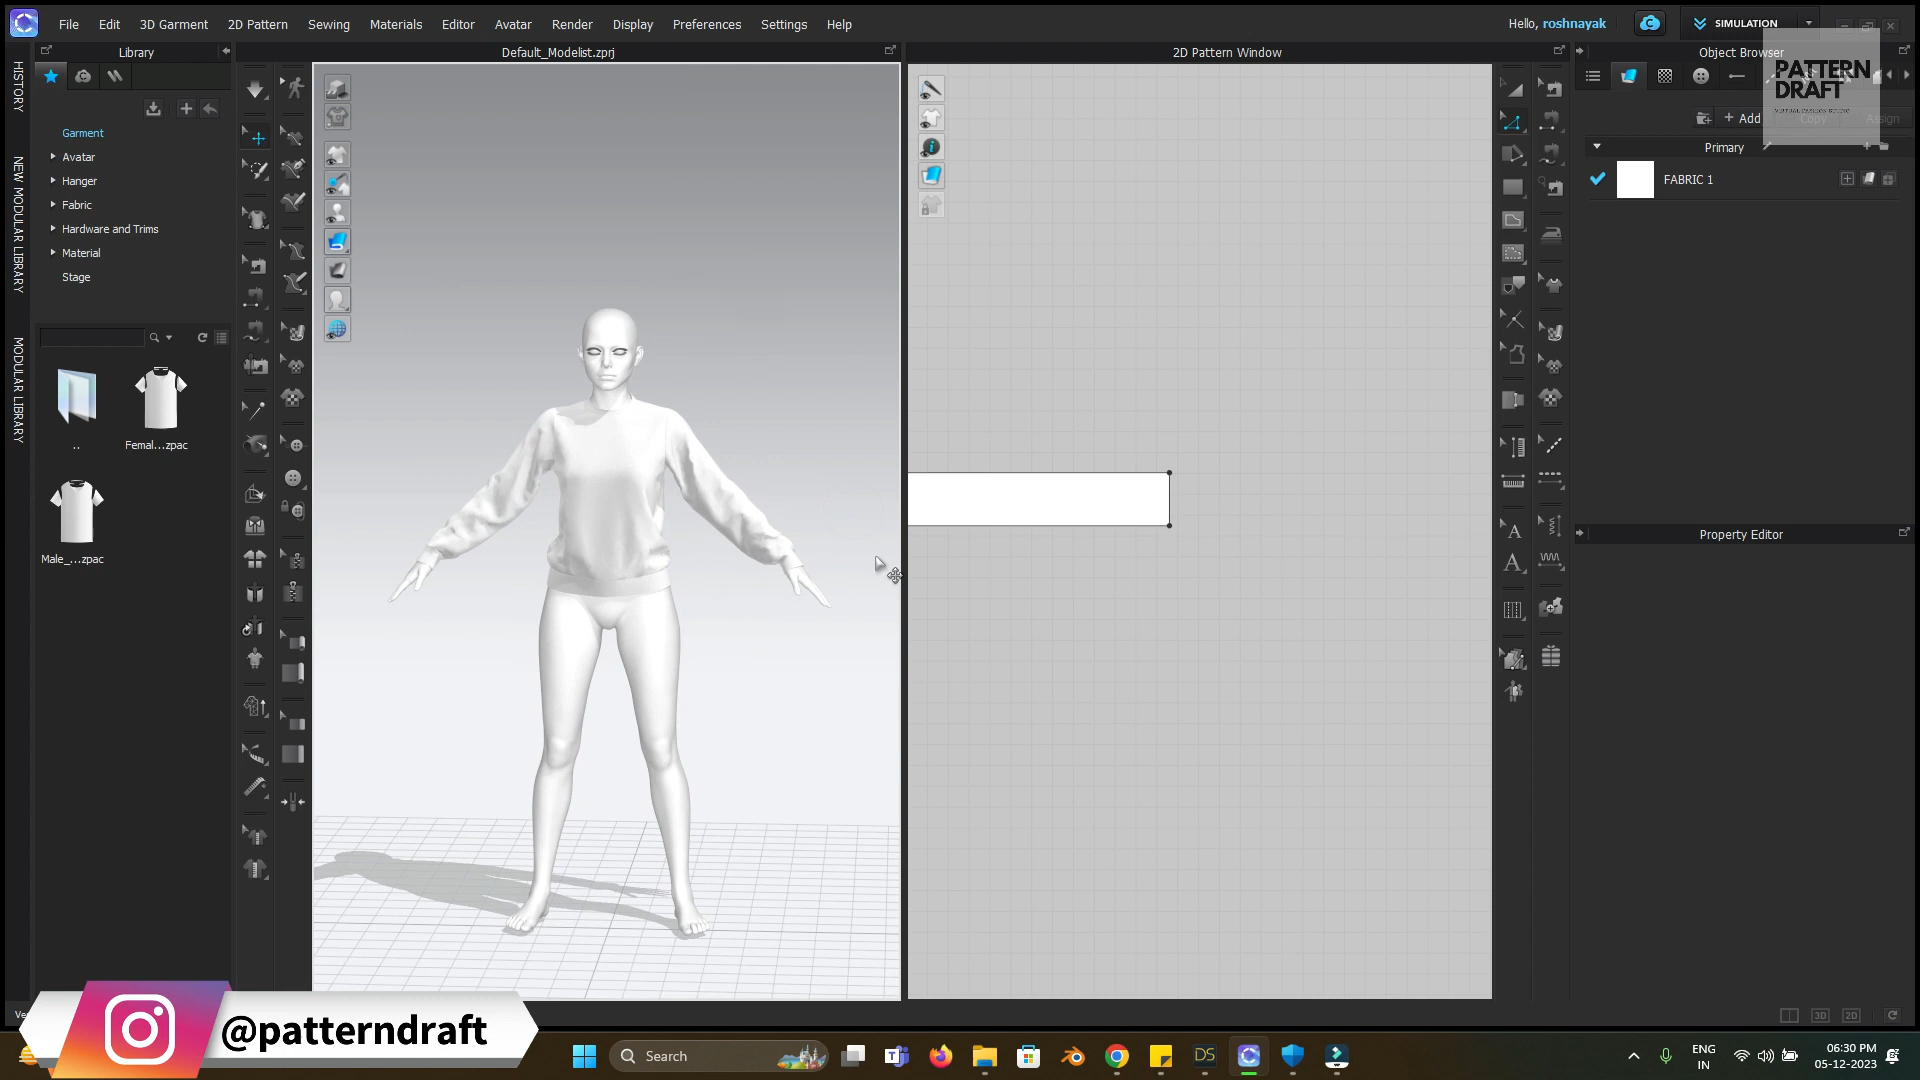 File Edit 3D Garment 2D Pattern Sewing Materials Editor Avatar Render Display Preferences Settings Help
Hello, roshnayak
SIMULATION
Library
Default_Modelist.zprj
2D Pattern Window
Object Browser
HISTORY
NEW MODULAR LIBRARY
MODULAR LIBRARY
PATTERN
DRAFT
+ Add
Copy
Assign
Garment
Avatar
Hanger
Fabric
Hardware and Trims
Material
Stage
Primary
FABRIC 1
..
Femal...zpac
Male_...zpac
Property Editor
3D
2D
@patterndraft
Search
ENG
IN
06:30 PM
05-12-2023